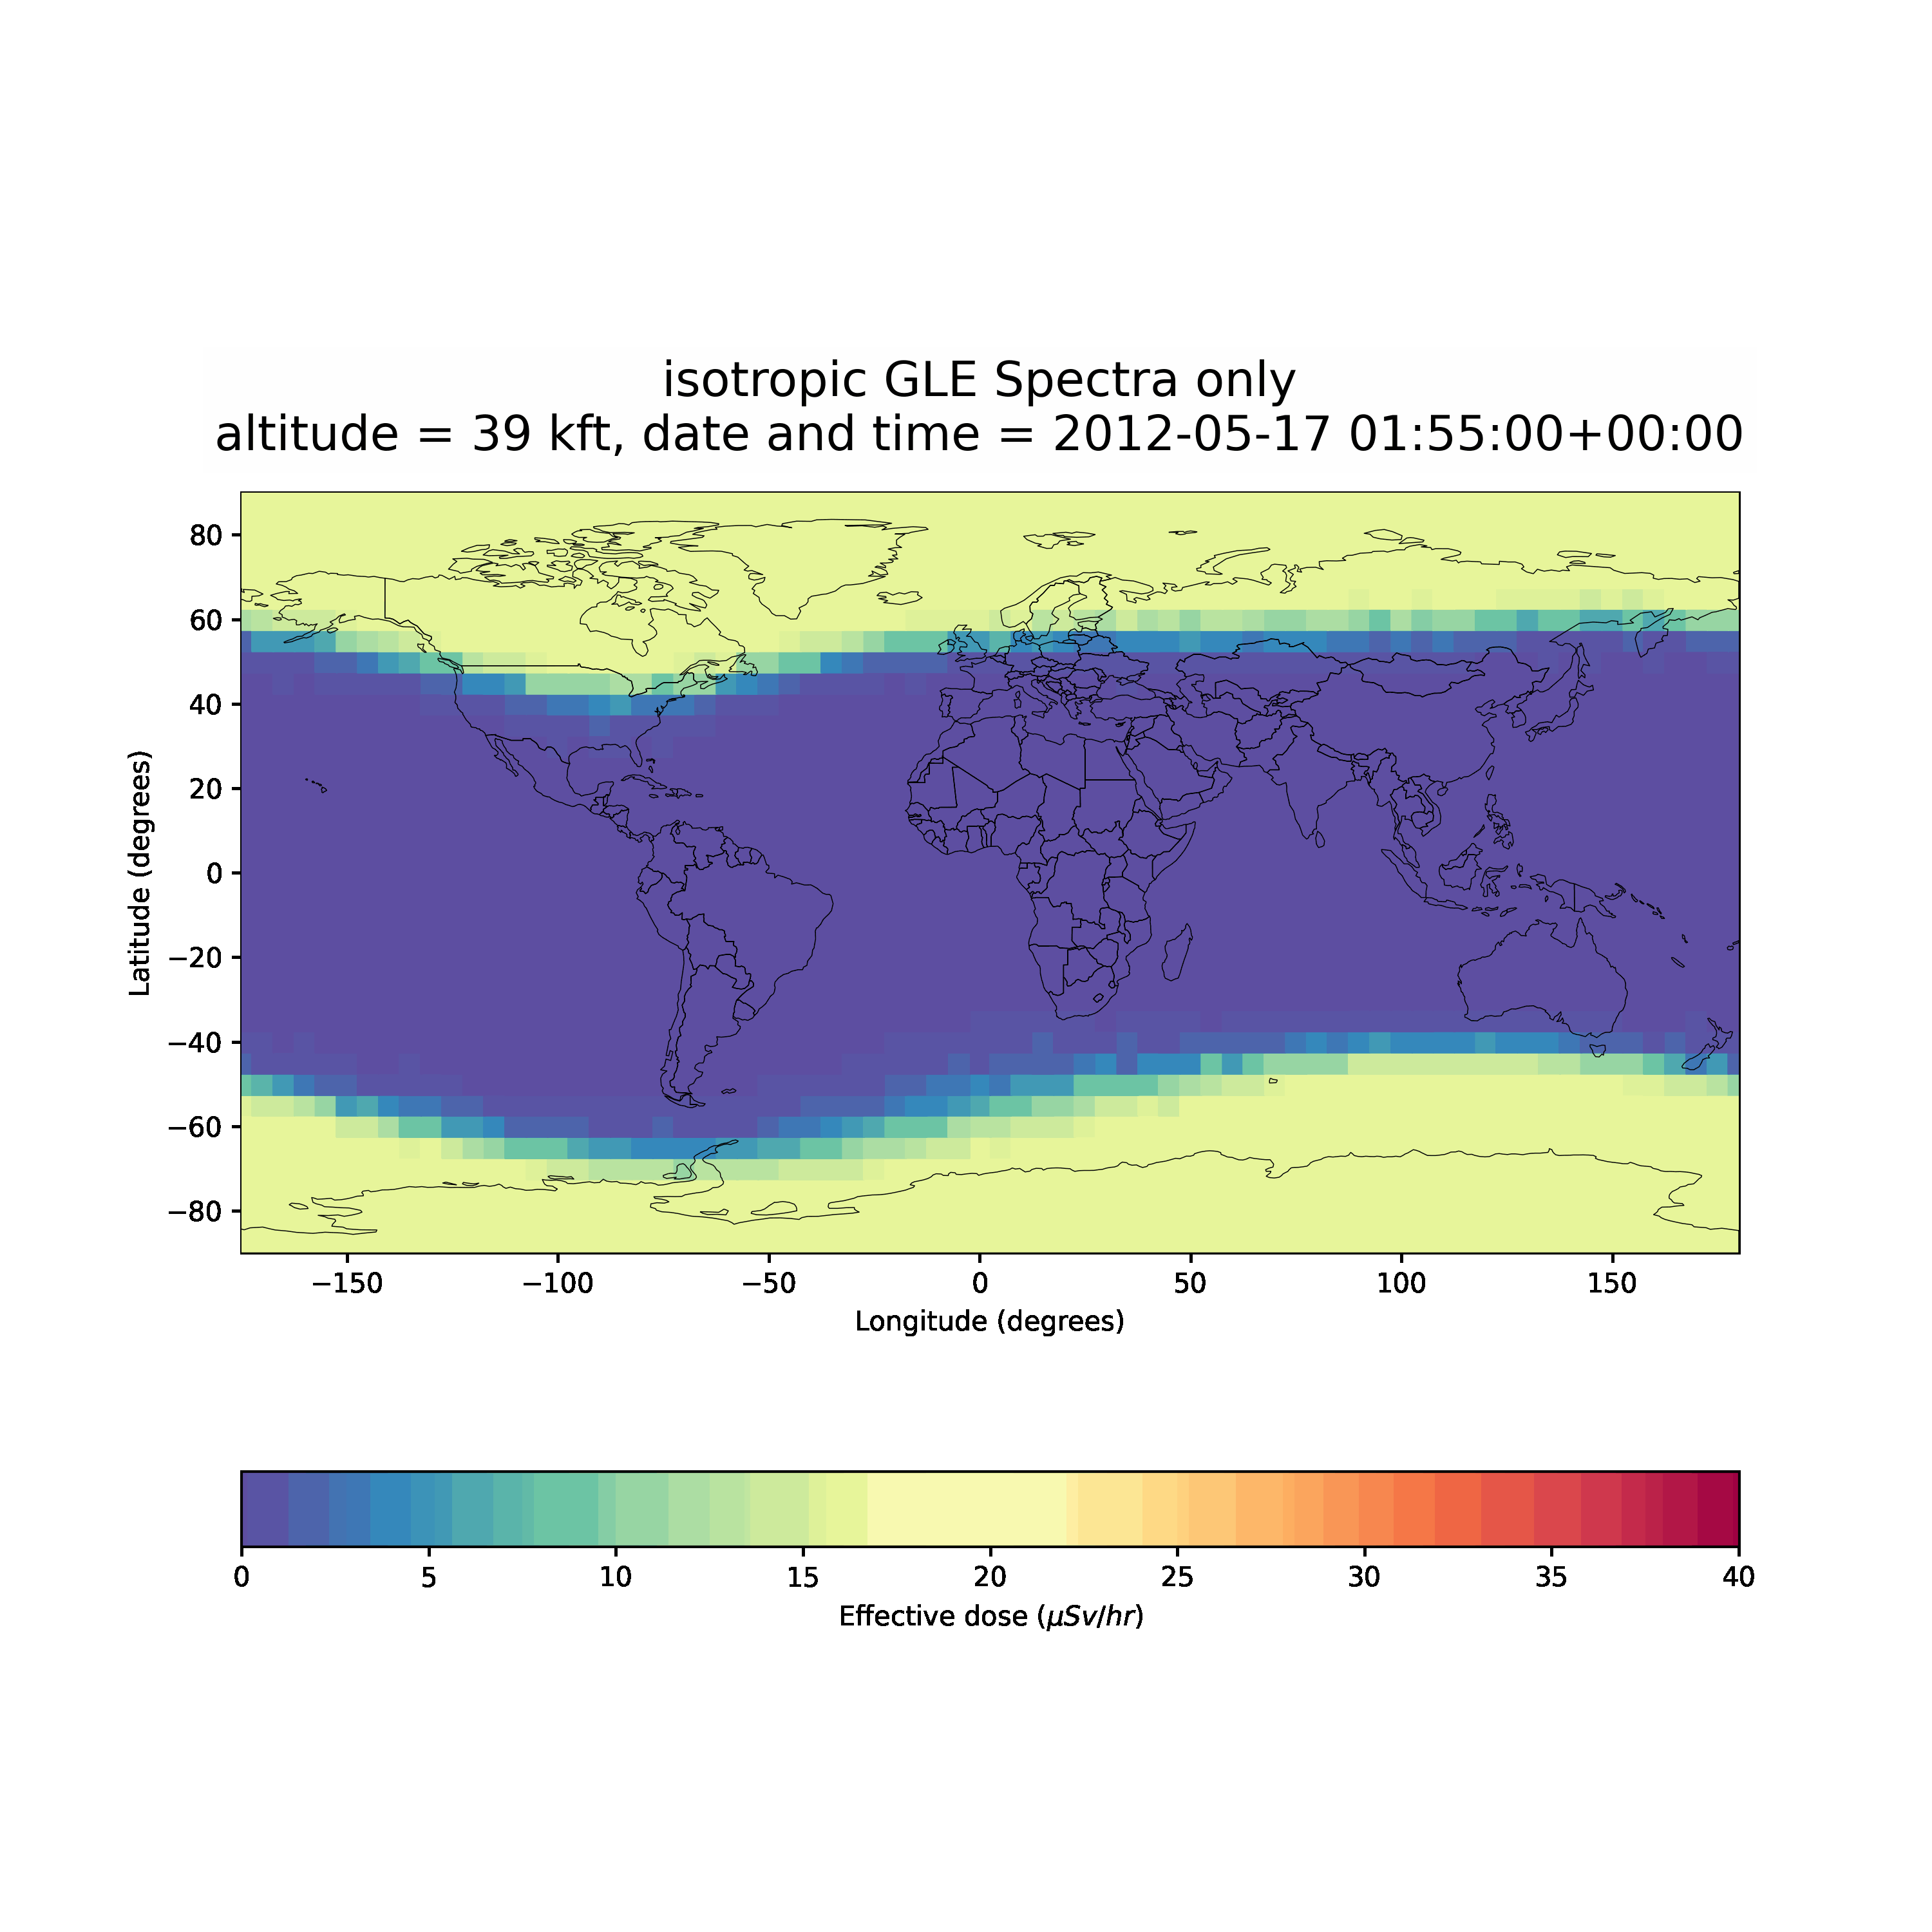 isotropic GLE Spectra only
altitude = 39 kft, date and time = 2012-05-17 01:55:00+00:00
80
60
40
20
0
−20
−40
−60
−80
Latitude (degrees)
−150 −100 −50 0 50 100 150
Longitude (degrees)
0 5 10 15 20 25 30 35 40
Effective dose (μSv/hr)